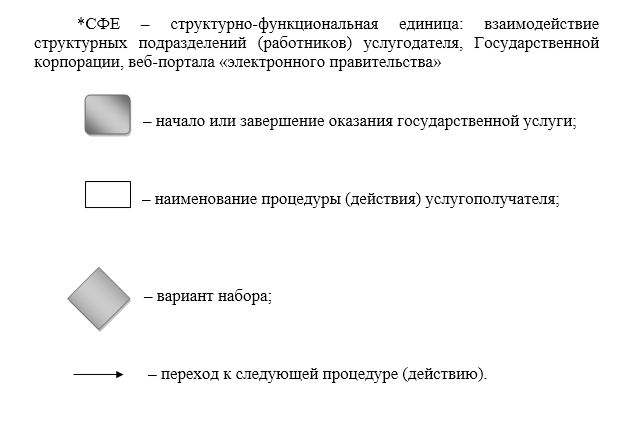 *СФЕ – структурно-функциональная единица: взаимодействие
структурных подразделений (работников) услугодателя, Государственной
корпорации, веб-портала «электронного правительства»
– начало или завершение оказания государственной услуги;
– наименование процедуры (действия) услугополучателя;
– вариант набора;
– переход к следующей процедуре (действию).